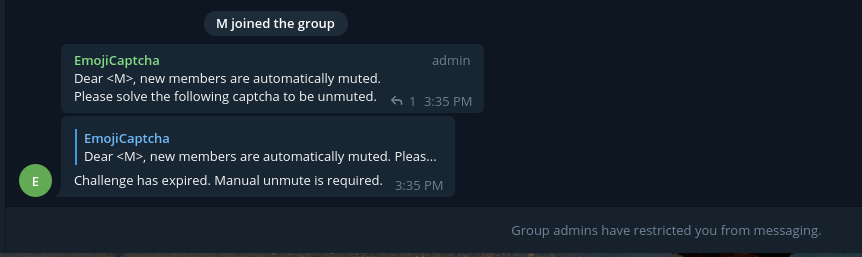 M joined the group
EmojiCaptcha admin
Dear <M>, new members are automatically muted.
Please solve the following captcha to be unmuted. 1 3:35 PM
EmojiCaptcha
Dear <M>, new members are automatically muted. Pleas...
E
Challenge has expired. Manual unmute is required. 3:35 PM
Group admins have restricted you from messaging.